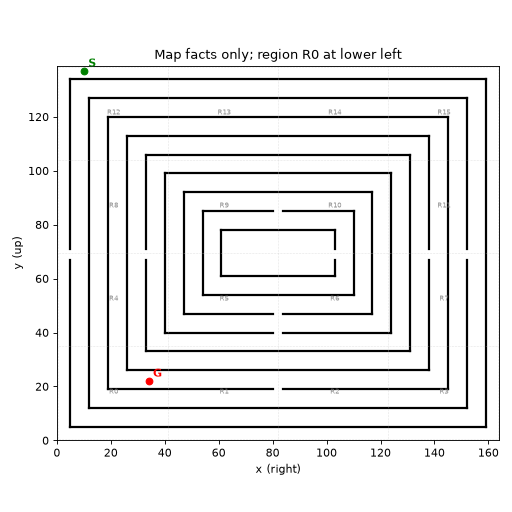 Map facts only; region R0 at lower left
S
120
R12 R13 R14 R15
100
R8 R9 R10 R11
80
y (up)
60
R4 R5 R6 R7
40
G
20
R0 R1 R2 R3
0
0 20 40 60 80 100 120 140 160
x (right)